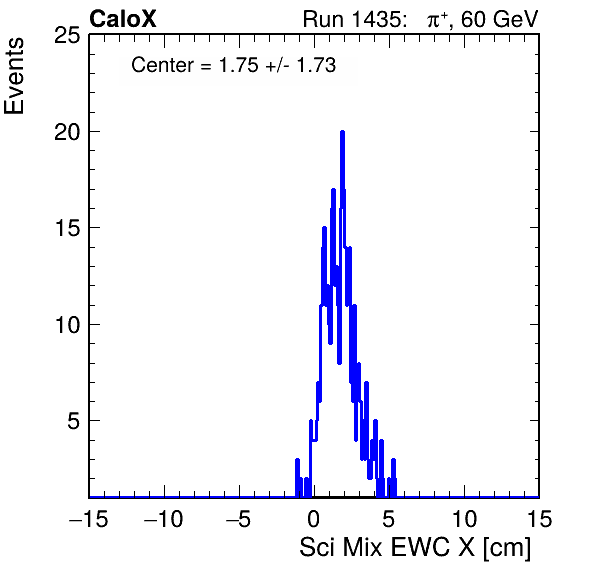 CaloX Run 1435: π⁺, 60 GeV
Events
Center = 1.75 +/- 1.73
25
20
15
10
5
−15 −10 −5 0 5 10 15
Sci Mix EWC X [cm]